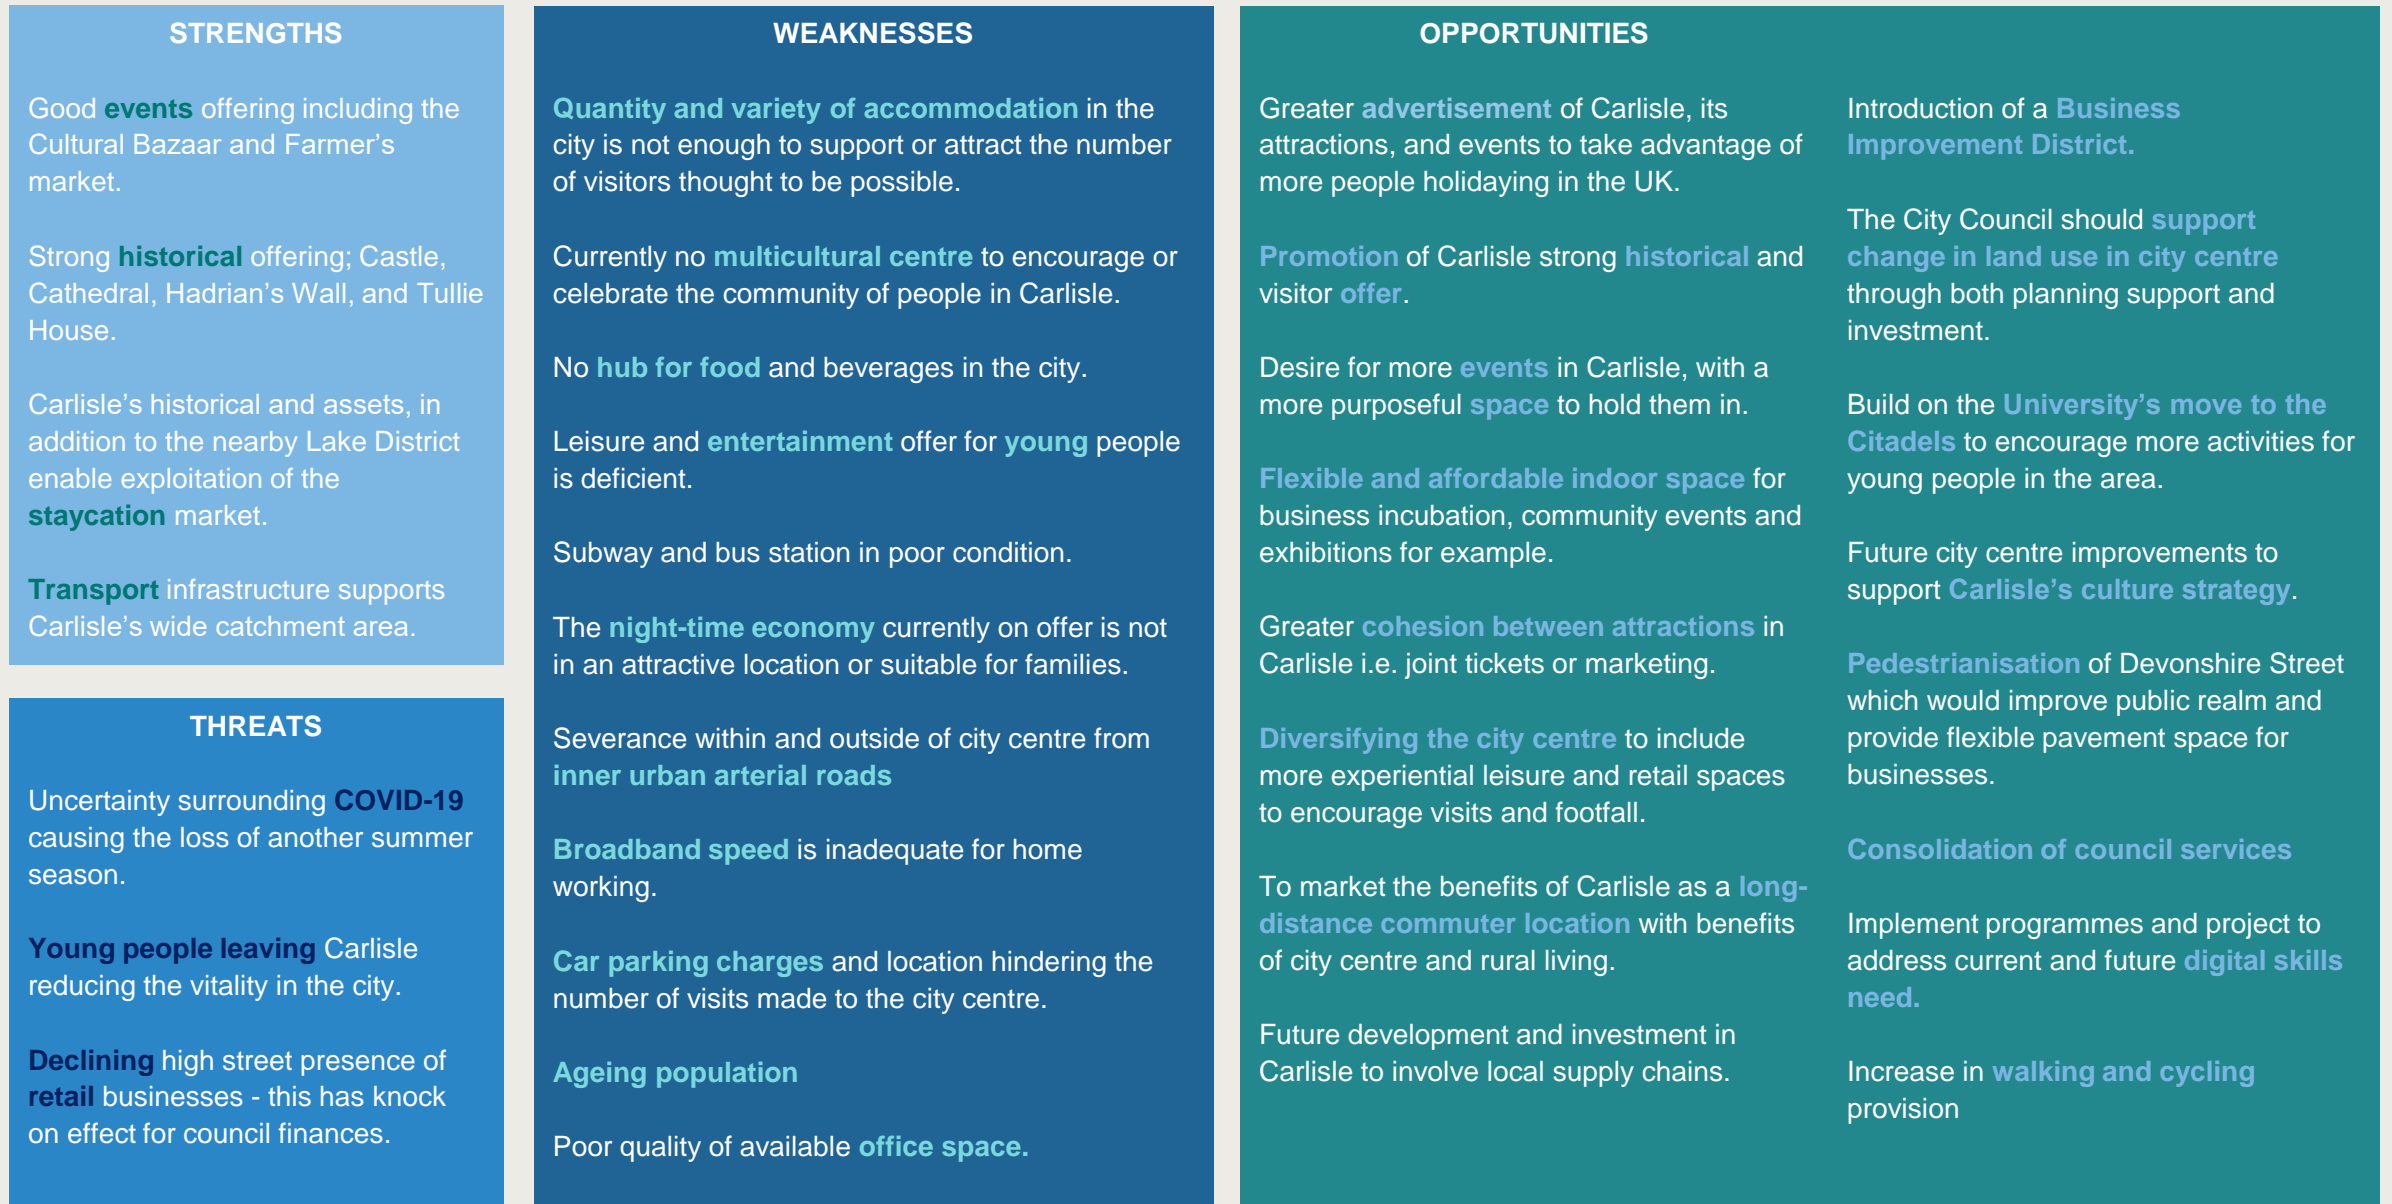 STRENGTHS
Good events offering including the
Cultural Bazaar and Farmer’s
market.
Strong historical offering; Castle,
Cathedral, Hadrian’s Wall, and Tullie
House.
Carlisle’s historical and assets, in
addition to the nearby Lake District
enable exploitation of the
staycation market.
Transport infrastructure supports
Carlisle’s wide catchment area.
THREATS
Uncertainty surrounding COVID-19
causing the loss of another summer
season.
Young people leaving Carlisle
reducing the vitality in the city.
Declining high street presence of
retail businesses - this has knock
on effect for council finances.
WEAKNESSES
Quantity and variety of accommodation in the
city is not enough to support or attract the number
of visitors thought to be possible.
Currently no multicultural centre to encourage or
celebrate the community of people in Carlisle.
No hub for food and beverages in the city.
Leisure and entertainment offer for young people
is deficient.
Subway and bus station in poor condition.
The night-time economy currently on offer is not
in an attractive location or suitable for families.
Severance within and outside of city centre from
inner urban arterial roads
Broadband speed is inadequate for home
working.
Car parking charges and location hindering the
number of visits made to the city centre.
Ageing population
Poor quality of available office space.
OPPORTUNITIES
Greater advertisement of Carlisle, its
attractions, and events to take advantage of
more people holidaying in the UK.
Promotion of Carlisle strong historical and
visitor offer.
Desire for more events in Carlisle, with a
more purposeful space to hold them in.
Flexible and affordable indoor space for
business incubation, community events and
exhibitions for example.
Greater cohesion between attractions in
Carlisle i.e. joint tickets or marketing.
Diversifying the city centre to include
more experiential leisure and retail spaces
to encourage visits and footfall.
To market the benefits of Carlisle as a long-
distance commuter location with benefits
of city centre and rural living.
Future development and investment in
Carlisle to involve local supply chains.
Introduction of a Business
Improvement District.
The City Council should support
change in land use in city centre
through both planning support and
investment.
Build on the University’s move to the
Citadels to encourage more activities for
young people in the area.
Future city centre improvements to
support Carlisle’s culture strategy.
Pedestrianisation of Devonshire Street
which would improve public realm and
provide flexible pavement space for
businesses.
Consolidation of council services
Implement programmes and project to
address current and future digital skills
need.
Increase in walking and cycling
provision